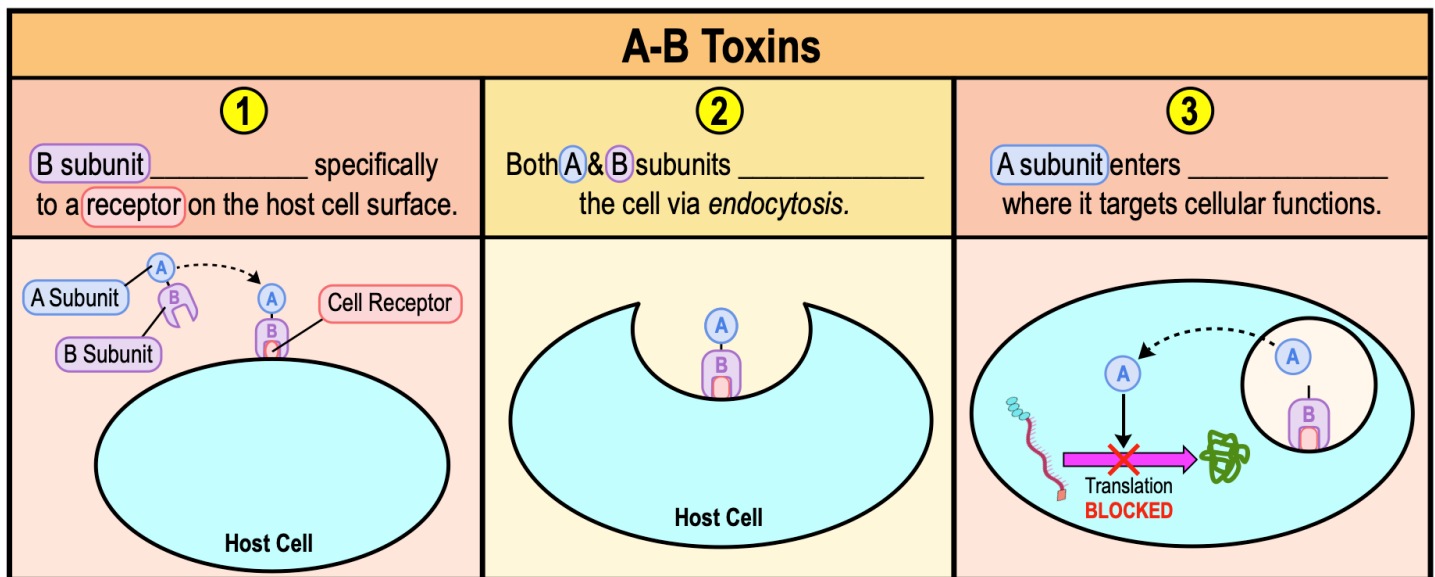 A-B Toxins
1
B subunit ____________ specifically
to a receptor on the host cell surface.
A Subunit
B Subunit
A
B
A
B
Cell Receptor
Host Cell
2
Both A & B subunits ______________
the cell via endocytosis.
A
B
Host Cell
3
A subunit enters _______________
where it targets cellular functions.
A
A
B
Translation
BLOCKED